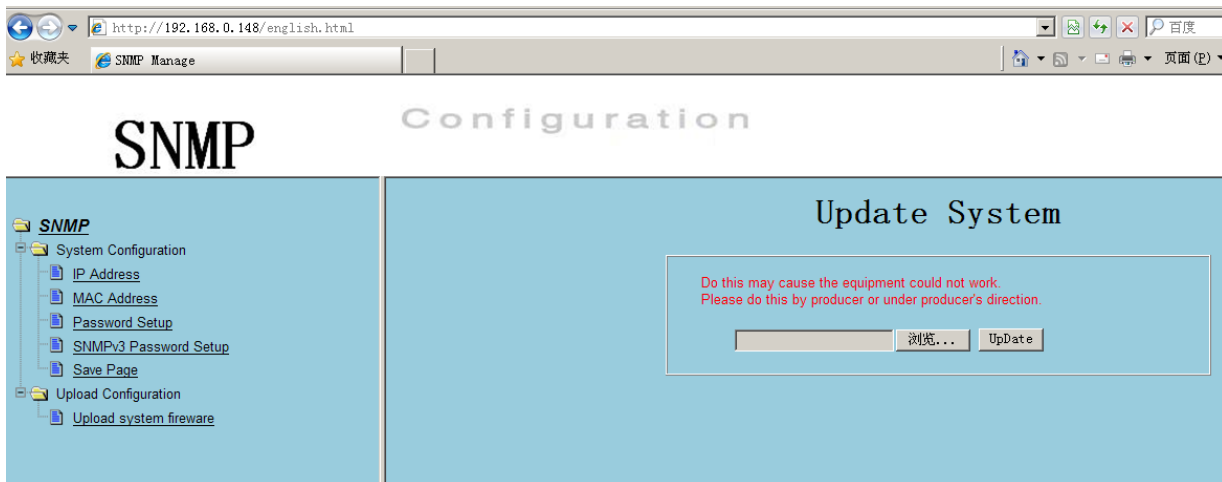 http://192.168.0.148/english.html
百度
收藏夹
SNMP Manage
页面(P)
SNMP
Configuration
SNMP
System Configuration
IP Address
MAC Address
Password Setup
SNMPv3 Password Setup
Save Page
Upload Configuration
Upload system fireware
Update System
Do this may cause the equipment could not work.
Please do this by producer or under producer's direction.
浏览... UpDate